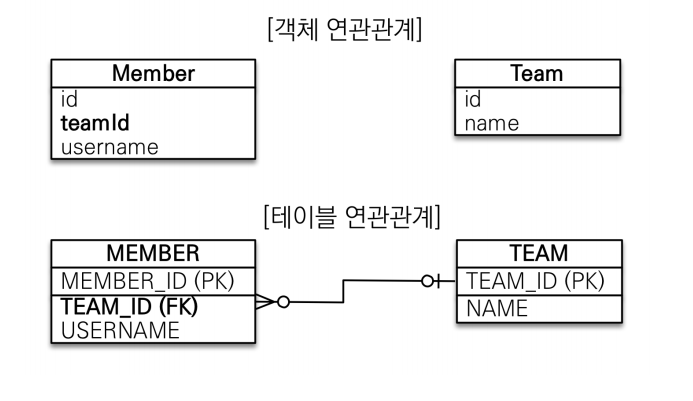 [객체 연관관계]
Member
id
teamId
username
Team
id
name
[테이블 연관관계]
MEMBER
MEMBER_ID (PK)
TEAM_ID (FK)
USERNAME
TEAM
TEAM_ID (PK)
NAME